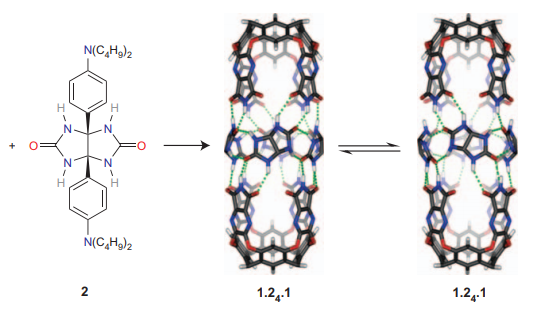 N(C₄H₉)₂
H H
N N
+ O O
N N
H H
N(C₄H₉)₂
2 1.2₄.1 1.2₄.1